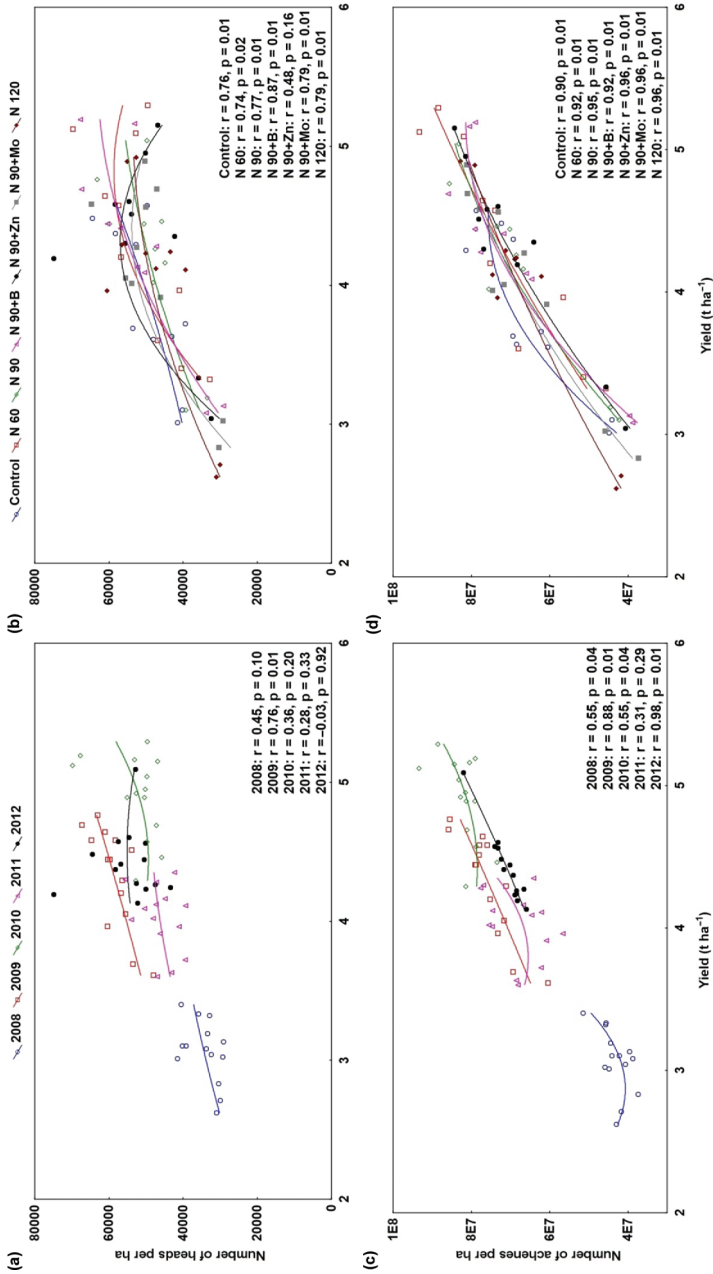 (a)
2008 2009 2010 2011 2012
80000
60000
40000
20000
0
Number of heads per ha
2008: r = 0.45, p = 0.10
2009: r = 0.76, p = 0.01
2010: r = 0.36, p = 0.20
2011: r = 0.28, p = 0.33
2012: r =–0.03, p = 0.92
2 3 4 5 6
(b)
Control N 60 N 90 N 90+B N 90+Zn N 90+Mo N 120
80000
60000
40000
20000
0
Control: r = 0.76, p = 0.01
N 60: r = 0.74, p = 0.02
N 90: r = 0.77, p = 0.01
N 90+B: r = 0.87, p = 0.01
N 90+Zn: r = 0.48, p = 0.16
N 90+Mo: r = 0.79, p = 0.01
N 120: r = 0.79, p = 0.01
2 3 4 5 6
(c)
1E8
8E7
6E7
4E7
Number of achenes per ha
2008: r = 0.55, p = 0.04
2009: r = 0.88, p = 0.01
2010: r = 0.55, p = 0.04
2011: r = 0.31, p = 0.29
2012: r = 0.98, p = 0.01
2 3 4 5 6
Yield (t ha⁻¹)
(d)
1E8
8E7
6E7
4E7
Control: r = 0.90, p = 0.01
N 60: r = 0.92, p = 0.01
N 90: r = 0.95, p = 0.01
N 90+B: r = 0.92, p = 0.01
N 90+Zn: r = 0.96, p = 0.01
N 90+Mo: r = 0.96, p = 0.01
N 120: r = 0.96, p = 0.01
2 3 4 5 6
Yield (t ha⁻¹)